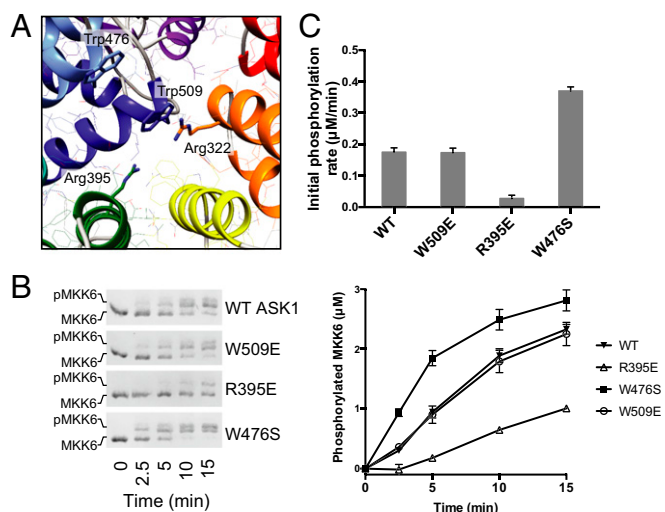 A
Trp476
Trp509
Arg322
Arg395
B
pMKK6
MKK6
WT ASK1
pMKK6
MKK6
W509E
pMKK6
MKK6
R395E
pMKK6
MKK6
W476S
0 2.5 5 10 15
Time (min)
C
Initial phosphorylation
rate (µM/min)
0.5
0.4
0.3
0.2
0.1
0.0
WT
W509E
R395E
W476S
Phosphorylated MKK6 (µM)
3
2
1
0
0 5 10 15
Time (min)
WT
R395E
W476S
W509E